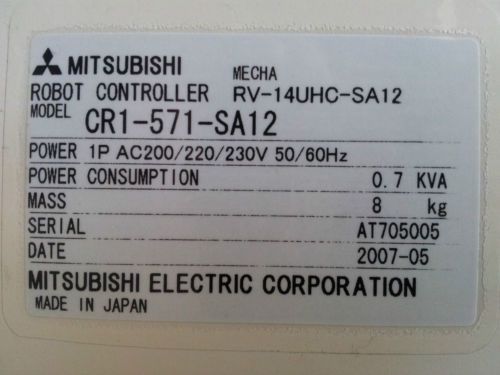 MITSUBISHI MECHA
ROBOT CONTROLLER RV-14UHC-SA12
MODEL CR1-571-SA12
POWER 1P AC200/220/230V 50/60Hz
POWER CONSUMPTION 0.7 KVA
MASS 8 kg
SERIAL AT705005
DATE 2007-05
MITSUBISHI ELECTRIC CORPORATION
MADE IN JAPAN